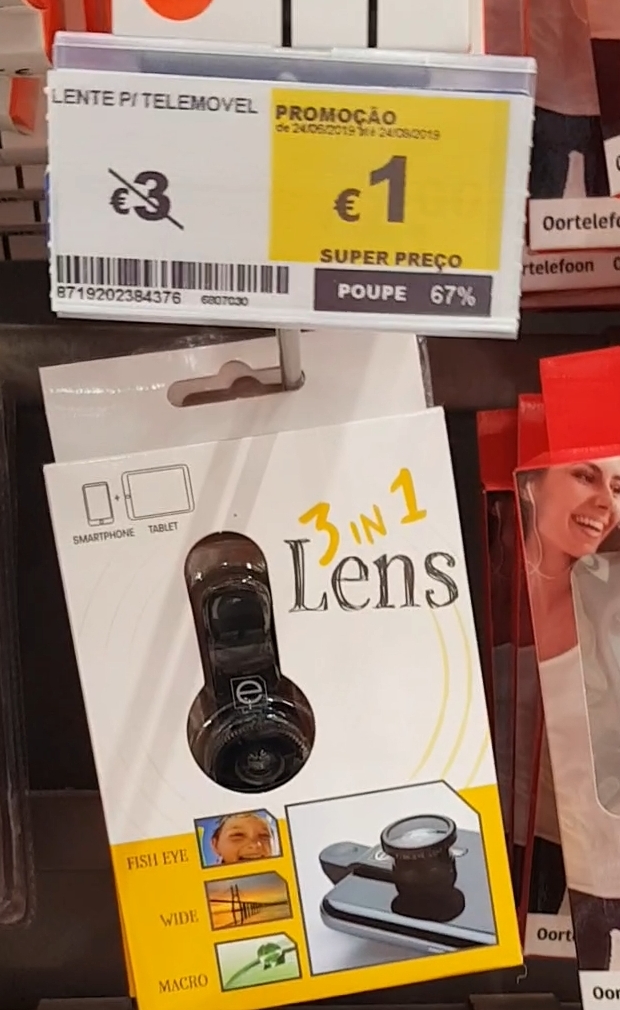 LENTE P/ TELEMOVEL
€3
PROMOÇÃO
de 24/06/2019 até 24/08/2019
€1
SUPER PREÇO
POUPE 67%
8719202384376 6807030
Oortelef
rtelefoon
SMARTPHONE + TABLET
3 IN 1
Lens
e
FISH EYE
WIDE
MACRO
Oort
Oor